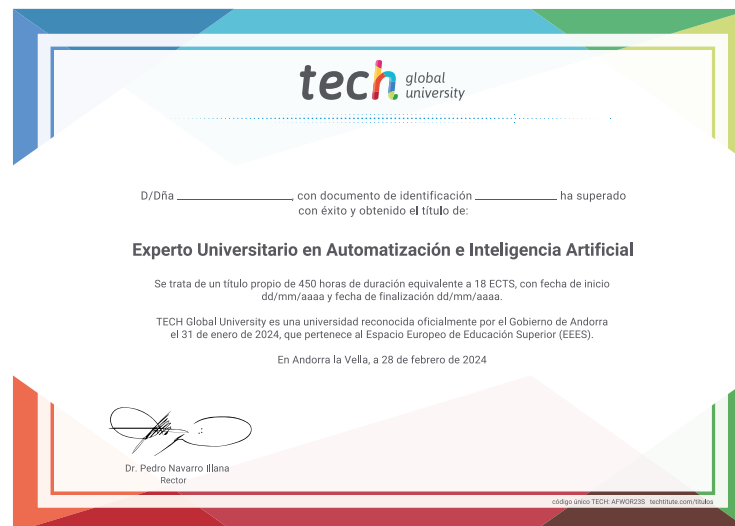 tech global university
D/Dña ____________, con documento de identificación ____________ ha superado
con éxito y obtenido el título de:
Experto Universitario en Automatización e Inteligencia Artificial
Se trata de un título propio de 450 horas de duración equivalente a 18 ECTS, con fecha de inicio
dd/mm/aaaa y fecha de finalización dd/mm/aaaa.
TECH Global University es una universidad reconocida oficialmente por el Gobierno de Andorra
el 31 de enero de 2024, que pertenece al Espacio Europeo de Educación Superior (EEES).
En Andorra la Vella, a 28 de febrero de 2024
Dr. Pedro Navarro Illana
Rector
código único TECH: AFWOR23S techtitute.com/titulos